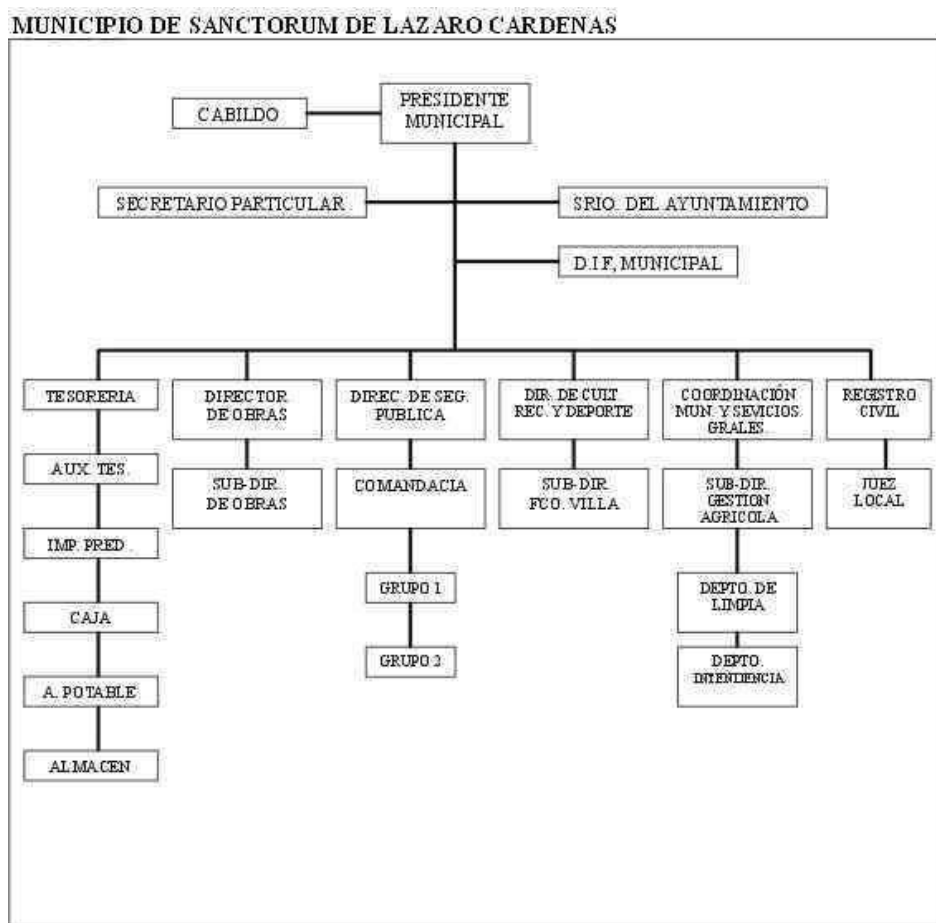 MUNICIPIO DE SANCTORUM DE LAZARO CARDENAS
PRESIDENTE
MUNICIPAL
CABILDO
SECRETARIO PARTICULAR
SRIO. DEL AYUNTAMIENTO
D.I.F, MUNICIPAL
TESORERIA
DIRECTOR
DE OBRAS
DIREC. DE SEG.
PUBLICA
DIR. DE CULT
REC. Y DEPORTE
COORDINACIÓN
MUN. Y SEVICIOS
GRALES.
REGISTRO
CIVIL
AUX. TES.
SUB-DIR.
DE OBRAS
COMANDACIA
SUB-DIR.
FCO. VILLA
SUB-DIR.
GESTION
AGRICOLA
JUEZ
LOCAL
IMP. PRED.
GRUPO 1
DEPTO. DE
LIMPIA
CAJA
GRUPO 2
DEPTO.
INTENDENCIA
A. POTABLE
ALMACEN